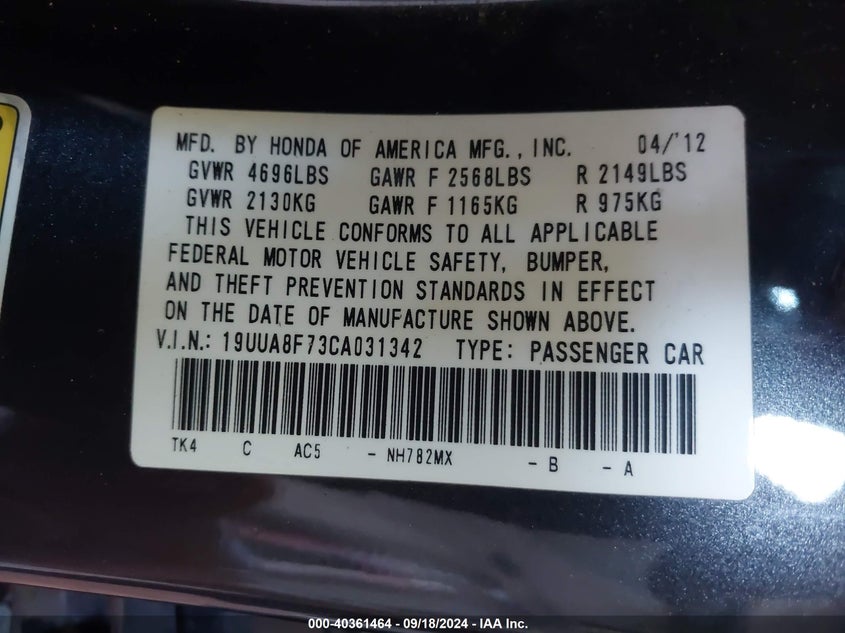 MFD. BY HONDA OF AMERICA MFG., INC. 04/'12
GVWR 4696LBS GAWR F 2568LBS R 2149LBS
GVWR 2130KG GAWR F 1165KG R 975KG
THIS VEHICLE CONFORMS TO ALL APPLICABLE
FEDERAL MOTOR VEHICLE SAFETY, BUMPER,
AND THEFT PREVENTION STANDARDS IN EFFECT
ON THE DATE OF MANUFACTURE SHOWN ABOVE.
V.I.N.: 19UUA8F73CA031342 TYPE: PASSENGER CAR
TK4 C AC5 - NH782MX - B - A
000-40361464 - 09/18/2024 - IAA Inc.